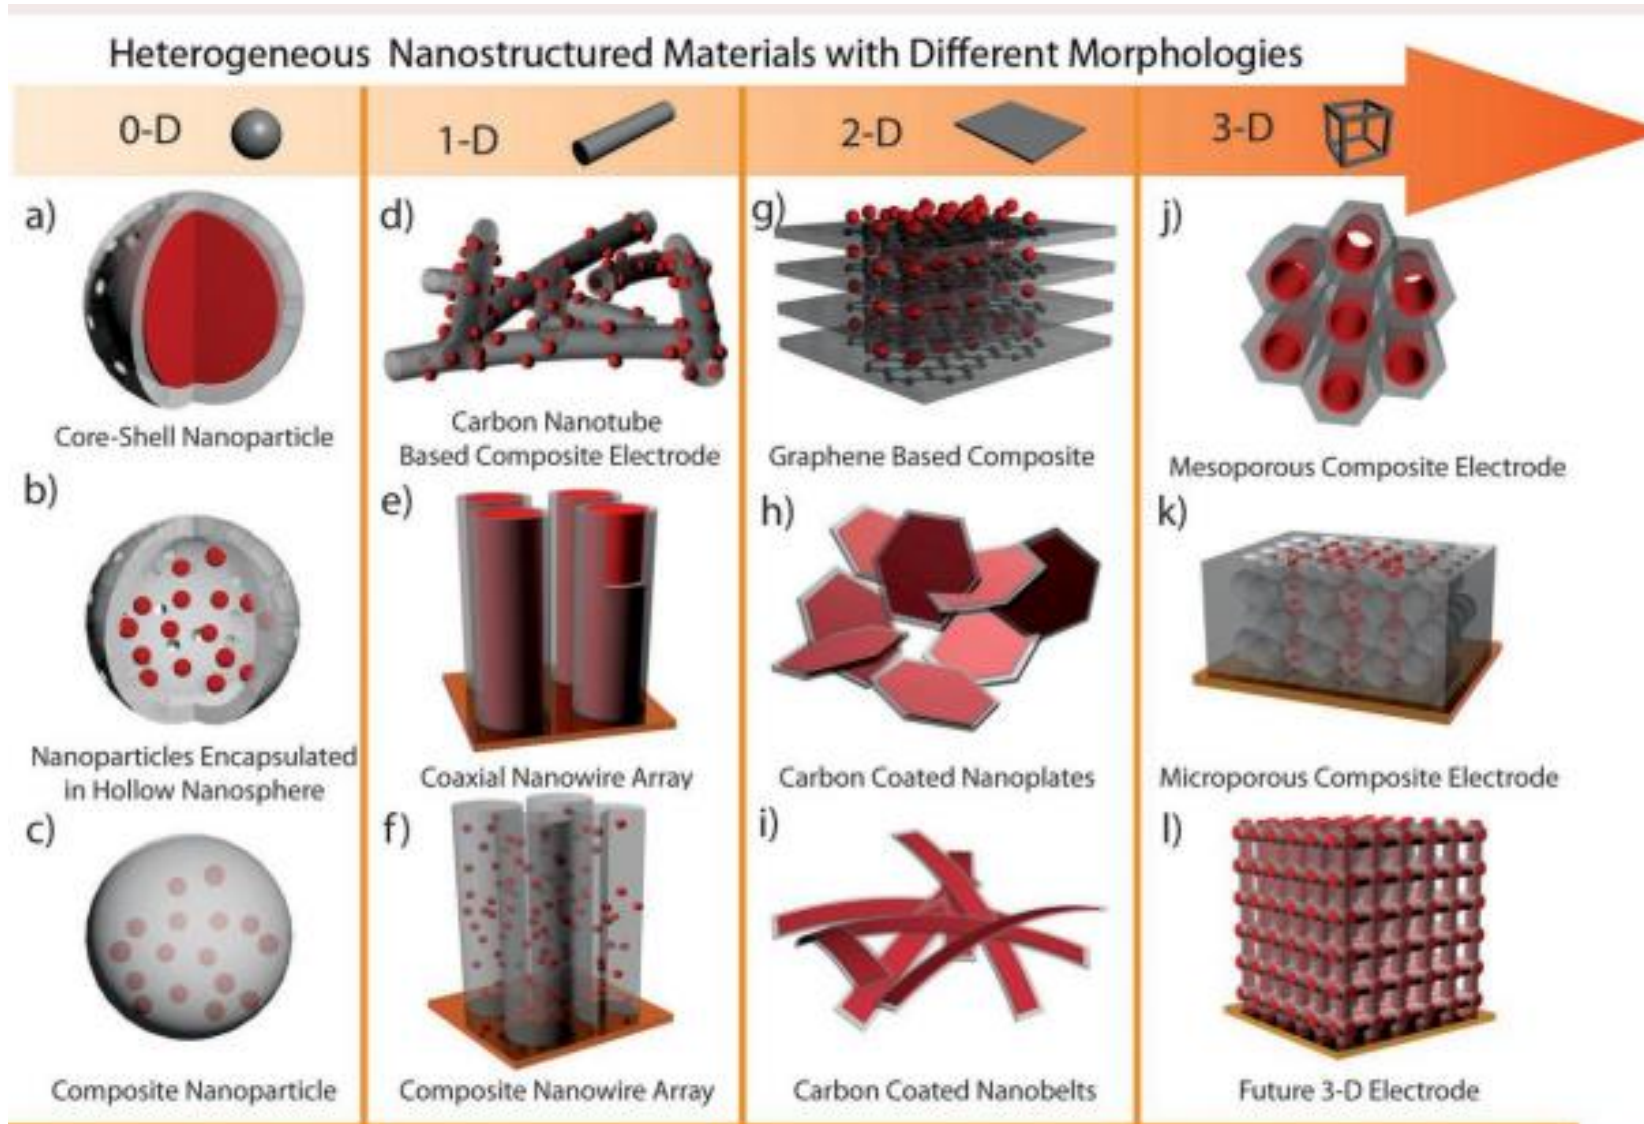 Heterogeneous Nanostructured Materials with Different Morphologies
0-D
1-D
2-D
3-D
a)
Core-Shell Nanoparticle
b)
Nanoparticles Encapsulated
in Hollow Nanosphere
c)
Composite Nanoparticle
d)
Carbon Nanotube
Based Composite Electrode
e)
Coaxial Nanowire Array
f)
Composite Nanowire Array
g)
Graphene Based Composite
h)
Carbon Coated Nanoplates
i)
Carbon Coated Nanobelts
j)
Mesoporous Composite Electrode
k)
Microporous Composite Electrode
l)
Future 3-D Electrode